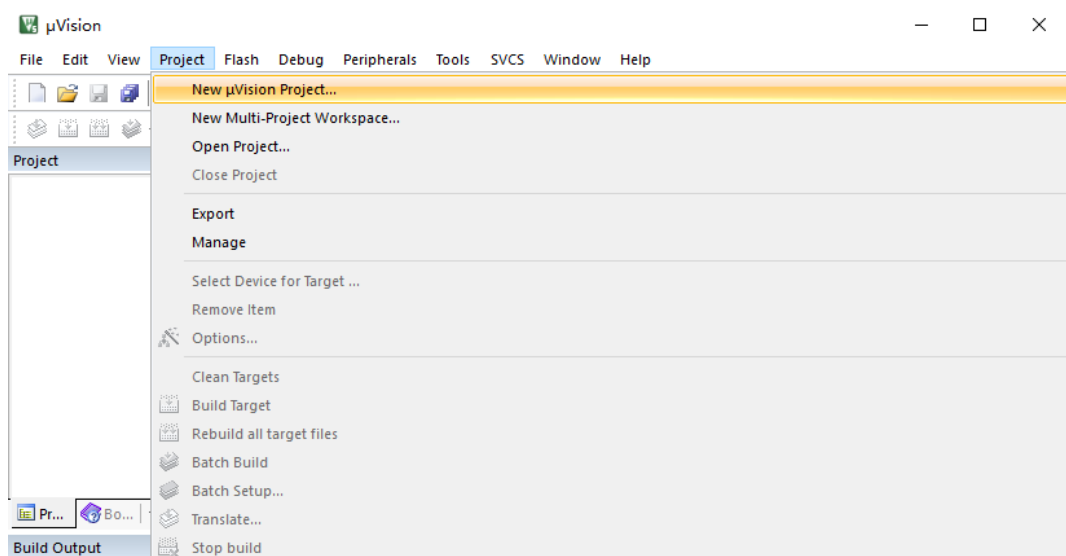 µVision
File Edit View Project Flash Debug Peripherals Tools SVCS Window Help
New µVision Project...
New Multi-Project Workspace...
Open Project...
Project
Close Project
Export
Manage
Select Device for Target ...
Remove Item
Options...
Clean Targets
Build Target
Rebuild all target files
Batch Build
Batch Setup...
Pr... Bo...
Translate...
Build Output
Stop build